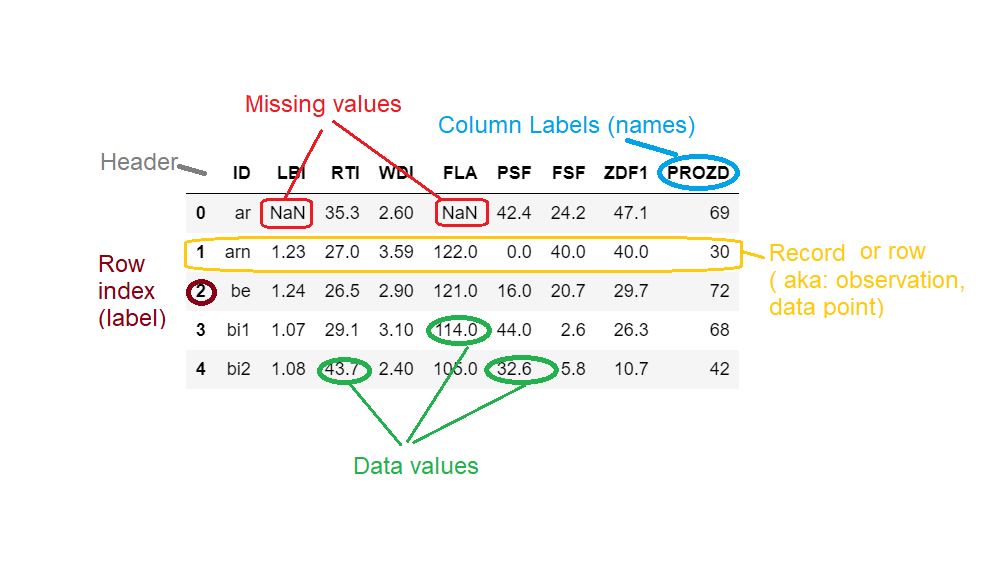 Missing values
Column Labels (names)
Header
ID LBI RTI WDI FLA PSF FSF ZDF1 PROZD
0 ar NaN 35.3 2.60 NaN 42.4 24.2 47.1 69
1 arn 1.23 27.0 3.59 122.0 0.0 40.0 40.0 30
2 be 1.24 26.5 2.90 121.0 16.0 20.7 29.7 72
3 bi1 1.07 29.1 3.10 114.0 44.0 2.6 26.3 68
4 bi2 1.08 43.7 2.40 105.0 32.6 5.8 10.7 42
Row
index
(label)
Record or row
( aka: observation,
data point)
Data values